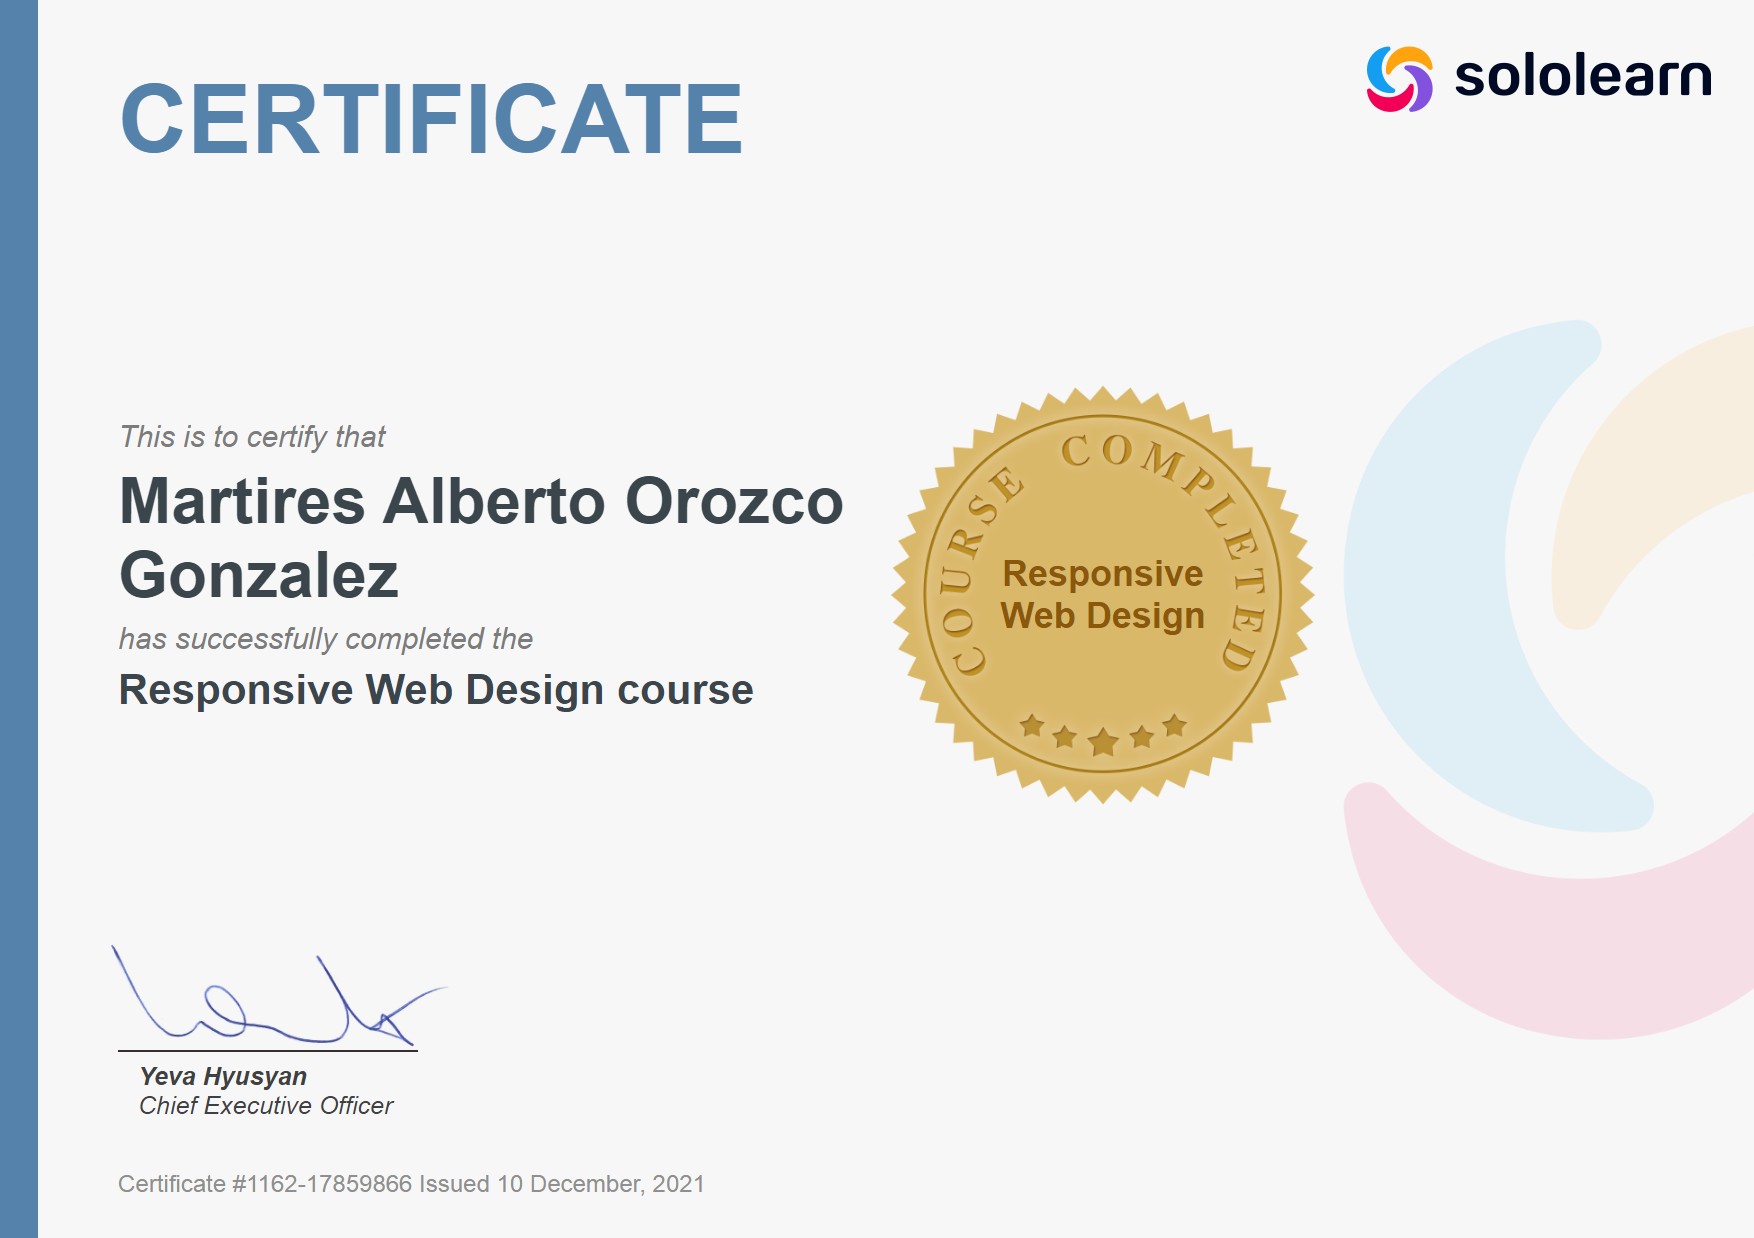 CERTIFICATE
sololearn
This is to certify that
Martires Alberto Orozco
Gonzalez
has successfully completed the
Responsive Web Design course
COURSE COMPLETED
Responsive
Web Design
Yeva Hyusyan
Chief Executive Officer
Certificate #1162-17859866 Issued 10 December, 2021